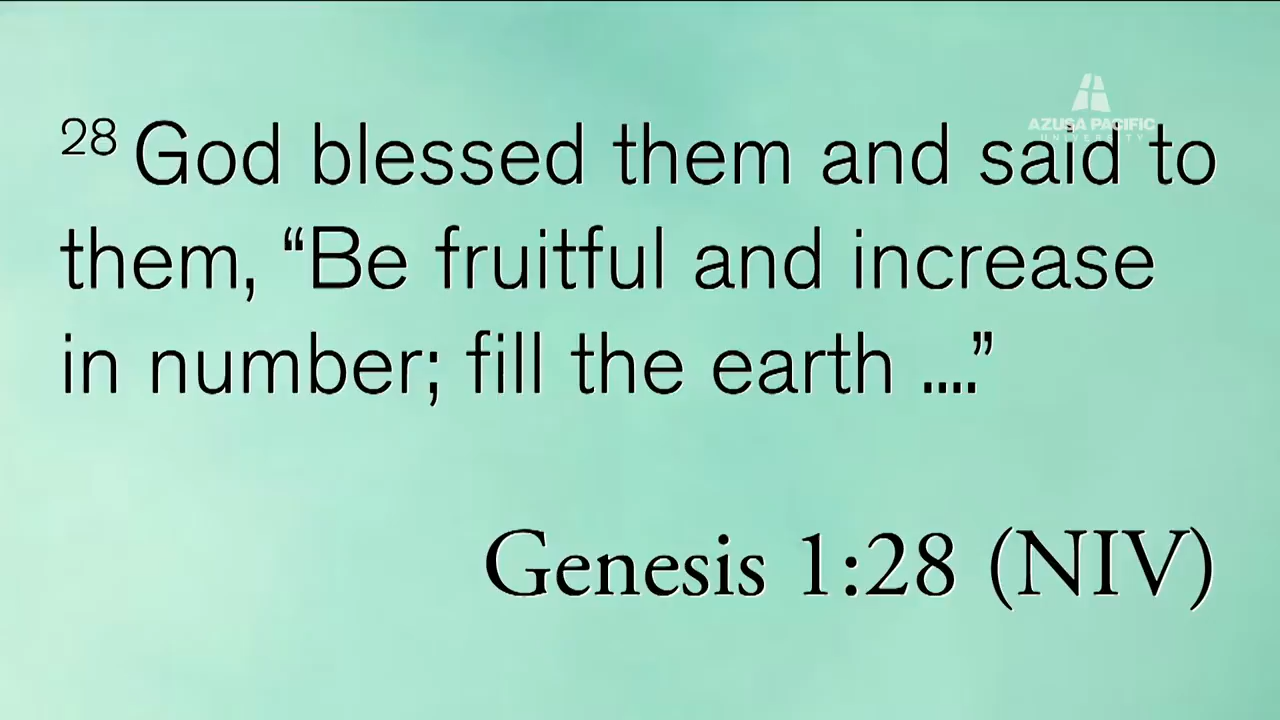 AZUSA PACIFIC
UNIVERSITY
28 God blessed them and said to
them, “Be fruitful and increase
in number; fill the earth ....”
Genesis 1:28 (NIV)